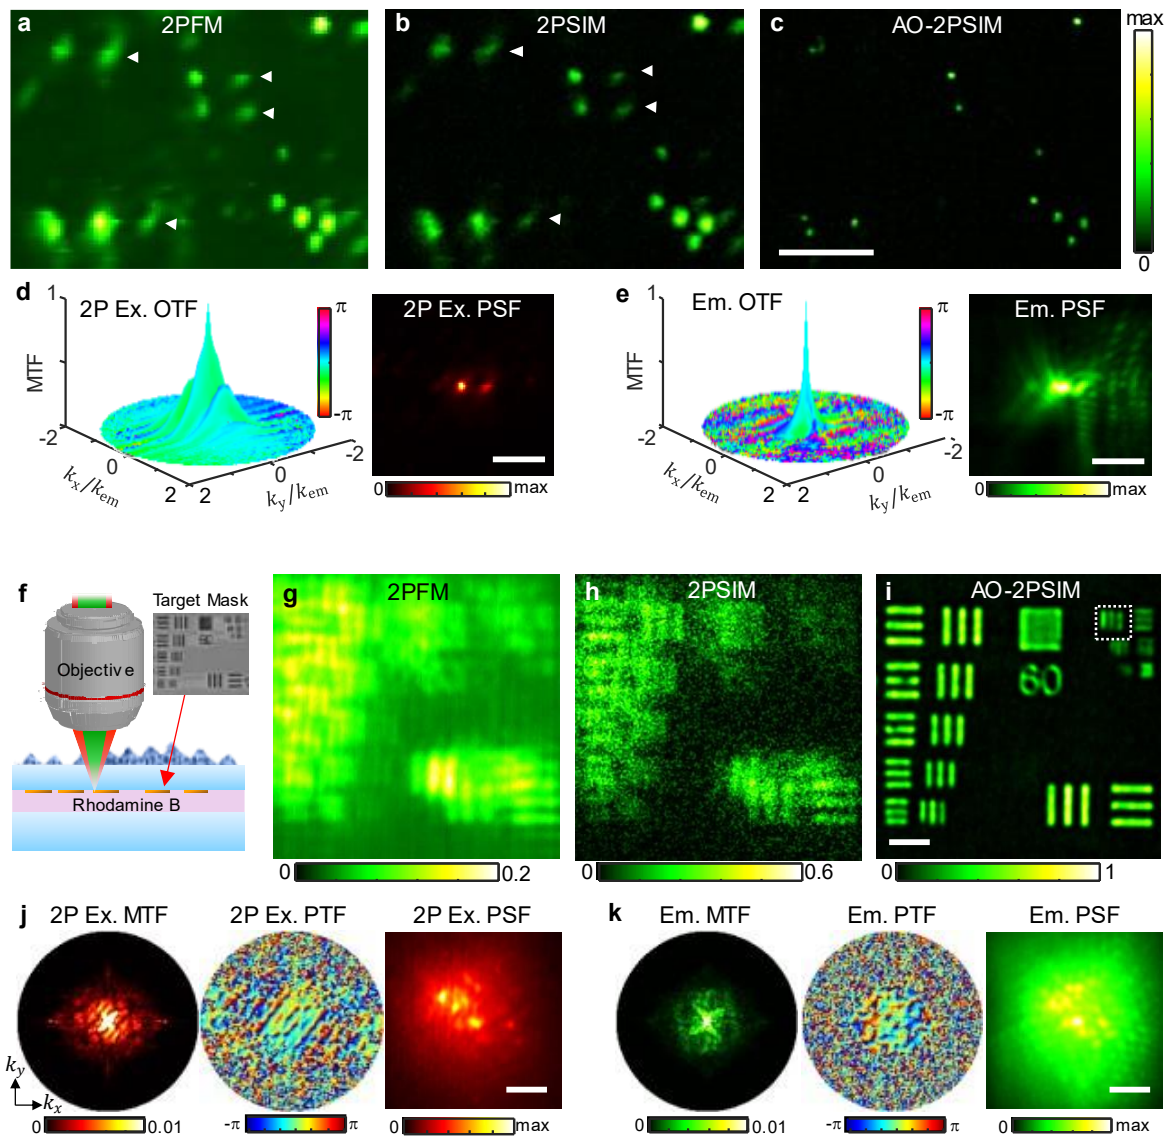 a 2PFM
b 2PSIM
c AO-2PSIM
max
0
d 2P Ex. OTF
1
MTF
π
-π
-2
0
2
kx/kem
2
0
-2
ky/kem
2P Ex. PSF
0 max
e Em. OTF
1
MTF
π
-π
-2
0
2
kx/kem
2
0
-2
ky/kem
Em. PSF
0 max
f Target Mask
Objective
Rhodamine B
g 2PFM
0 0.2
h 2PSIM
0 0.6
i AO-2PSIM
60
0 1
j 2P Ex. MTF
2P Ex. PTF
2P Ex. PSF
ky
kx
0 0.01
-π π
0 max
k Em. MTF
Em. PTF
Em. PSF
0 0.01
-π π
0 max